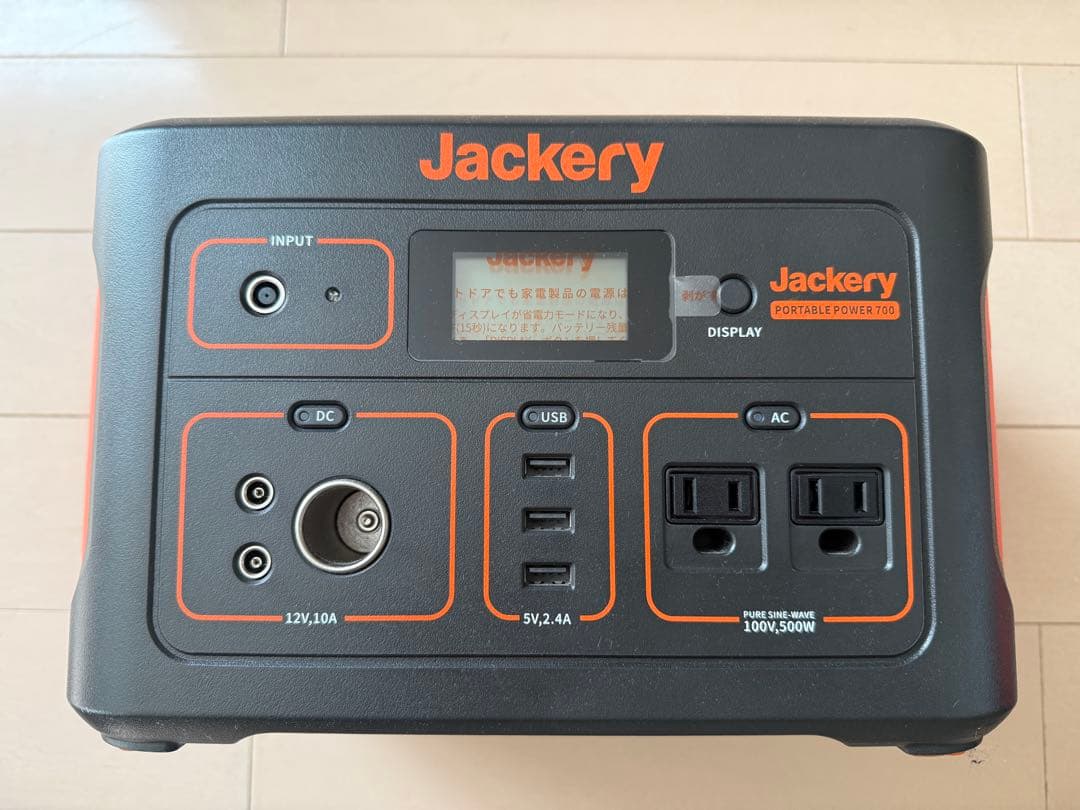 Jackery
INPUT
Jackery
トドアでも家電製品の電源は
ィスプレイが省電力モードになり、
(15秒)になります。バッテリー残量
剥が
DISPLAY
Jackery
PORTABLE POWER 700
DC
12V,10A
USB
5V,2.4A
AC
PURE SINE-WAVE
100V,500W